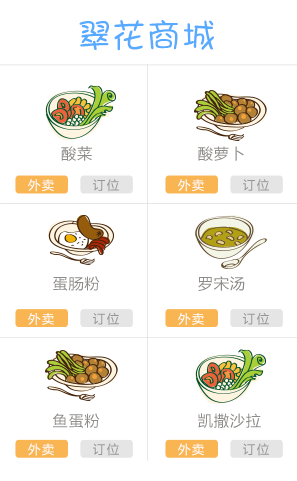 翠花商城
酸菜 酸萝卜
外卖 订位 外卖 订位
蛋肠粉 罗宋汤
外卖 订位 外卖 订位
鱼蛋粉 凯撒沙拉
外卖 订位 外卖 订位